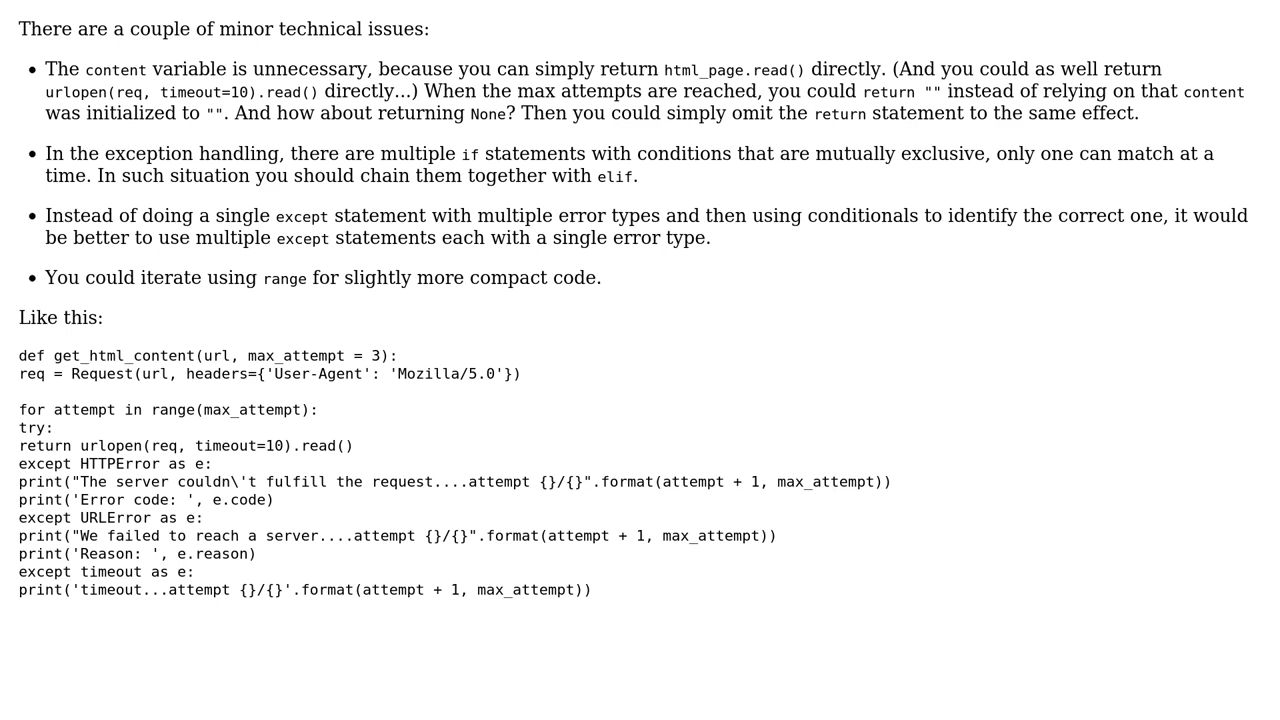 There are a couple of minor technical issues:
• The content variable is unnecessary, because you can simply return html_page.read() directly. (And you could as well return
urlopen(req, timeout=10).read() directly...) When the max attempts are reached, you could return "" instead of relying on that content
was initialized to "". And how about returning None? Then you could simply omit the return statement to the same effect.
• In the exception handling, there are multiple if statements with conditions that are mutually exclusive, only one can match at a
time. In such situation you should chain them together with elif.
• Instead of doing a single except statement with multiple error types and then using conditionals to identify the correct one, it would
be better to use multiple except statements each with a single error type.
• You could iterate using range for slightly more compact code.
Like this:
def get_html_content(url, max_attempt = 3):
req = Request(url, headers={'User-Agent': 'Mozilla/5.0'})
for attempt in range(max_attempt):
try:
return urlopen(req, timeout=10).read()
except HTTPError as e:
print("The server couldn\'t fulfill the request....attempt {}/{}".format(attempt + 1, max_attempt))
print('Error code: ', e.code)
except URLError as e:
print("We failed to reach a server....attempt {}/{}".format(attempt + 1, max_attempt))
print('Reason: ', e.reason)
except timeout as e:
print('timeout...attempt {}/{}'.format(attempt + 1, max_attempt))